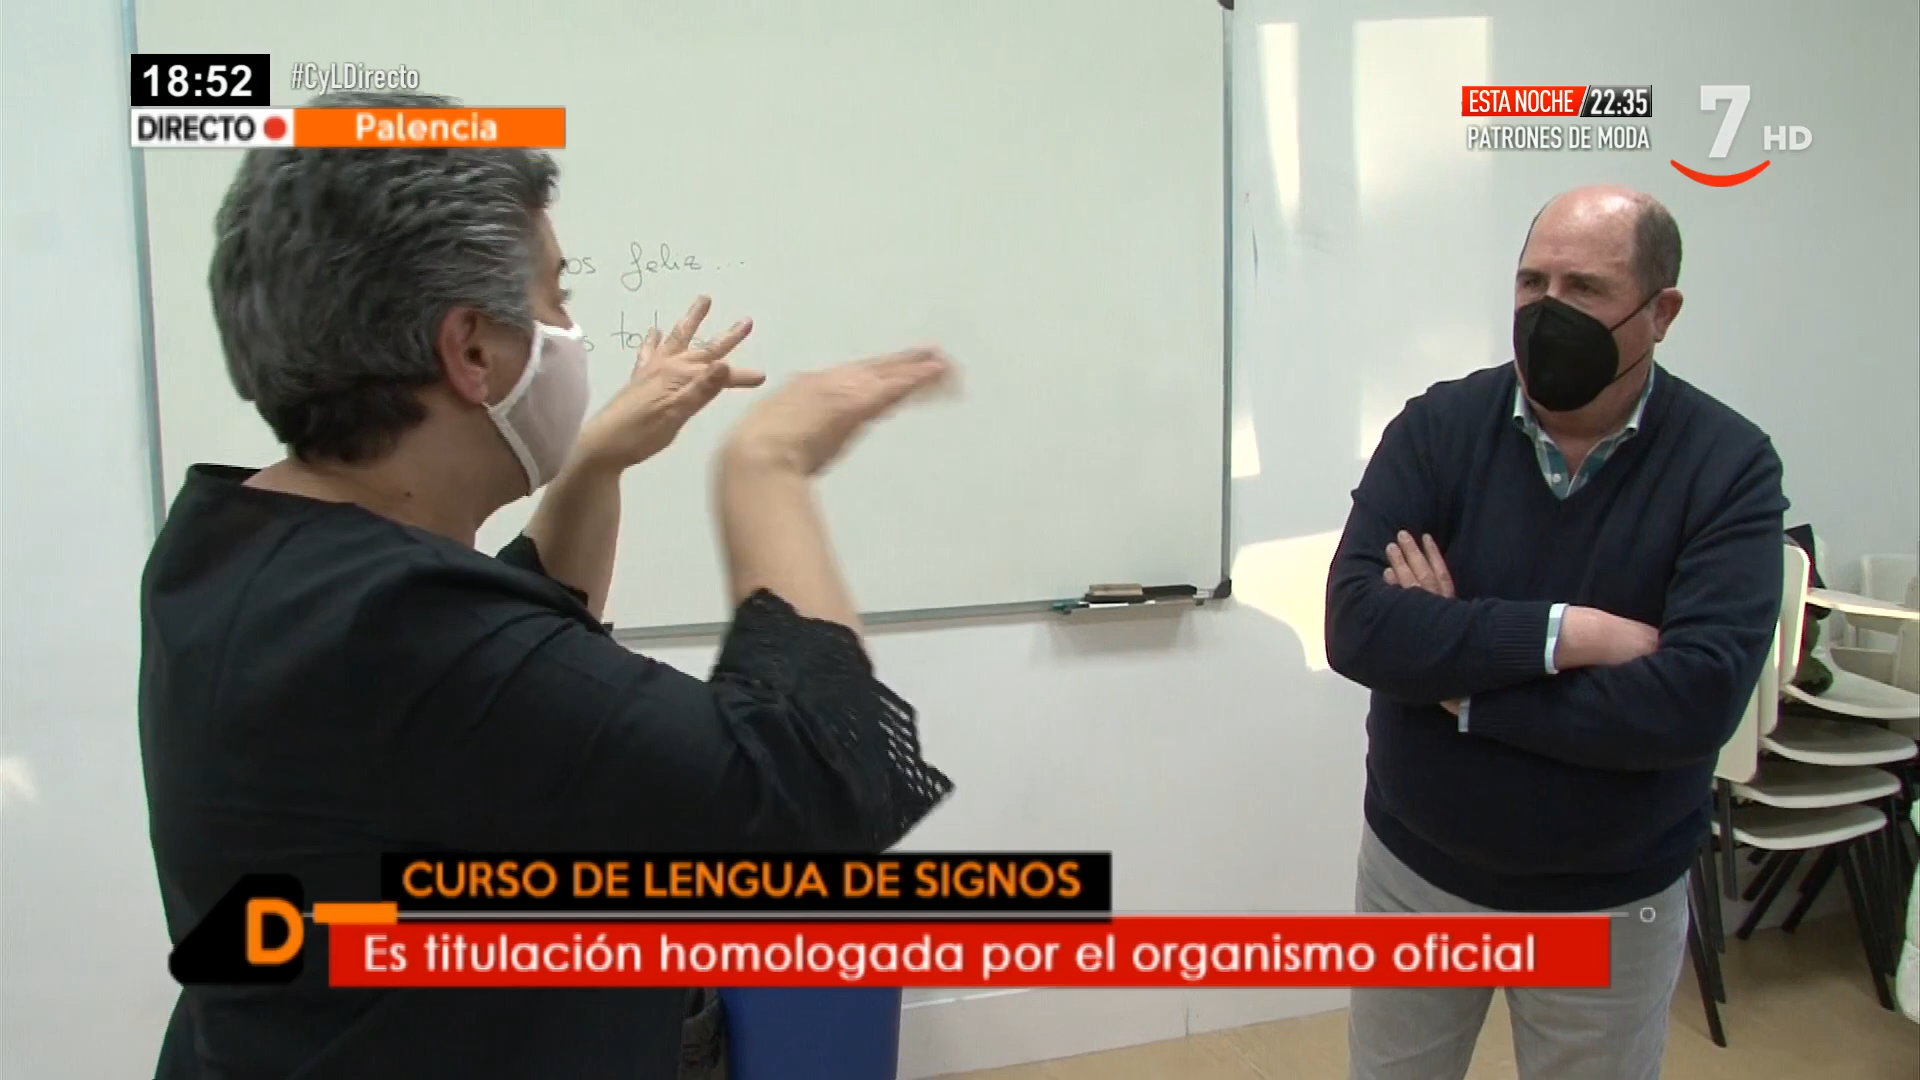 18:52 #CyLDirecto
DIRECTO Palencia
ESTA NOCHE 22:35
PATRONES DE MODA
7 HD
feliz...
CURSO DE LENGUA DE SIGNOS
D
Es titulación homologada por el organismo oficial